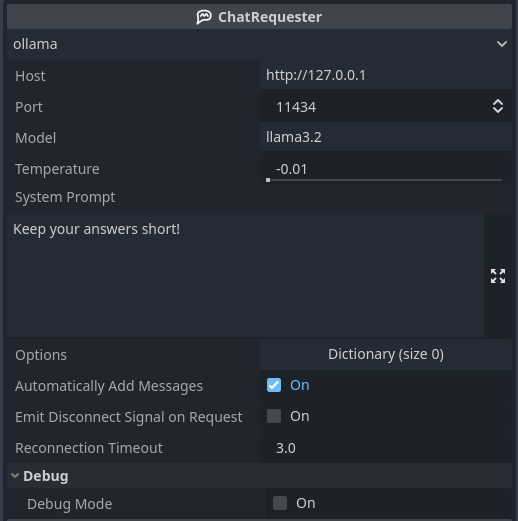 ChatRequester
ollama
Host http://127.0.0.1
Port 11434
Model llama3.2
Temperature -0.01
System Prompt
Keep your answers short!
Options Dictionary (size 0)
Automatically Add Messages On
Emit Disconnect Signal on Request On
Reconnection Timeout 3.0
Debug
Debug Mode On